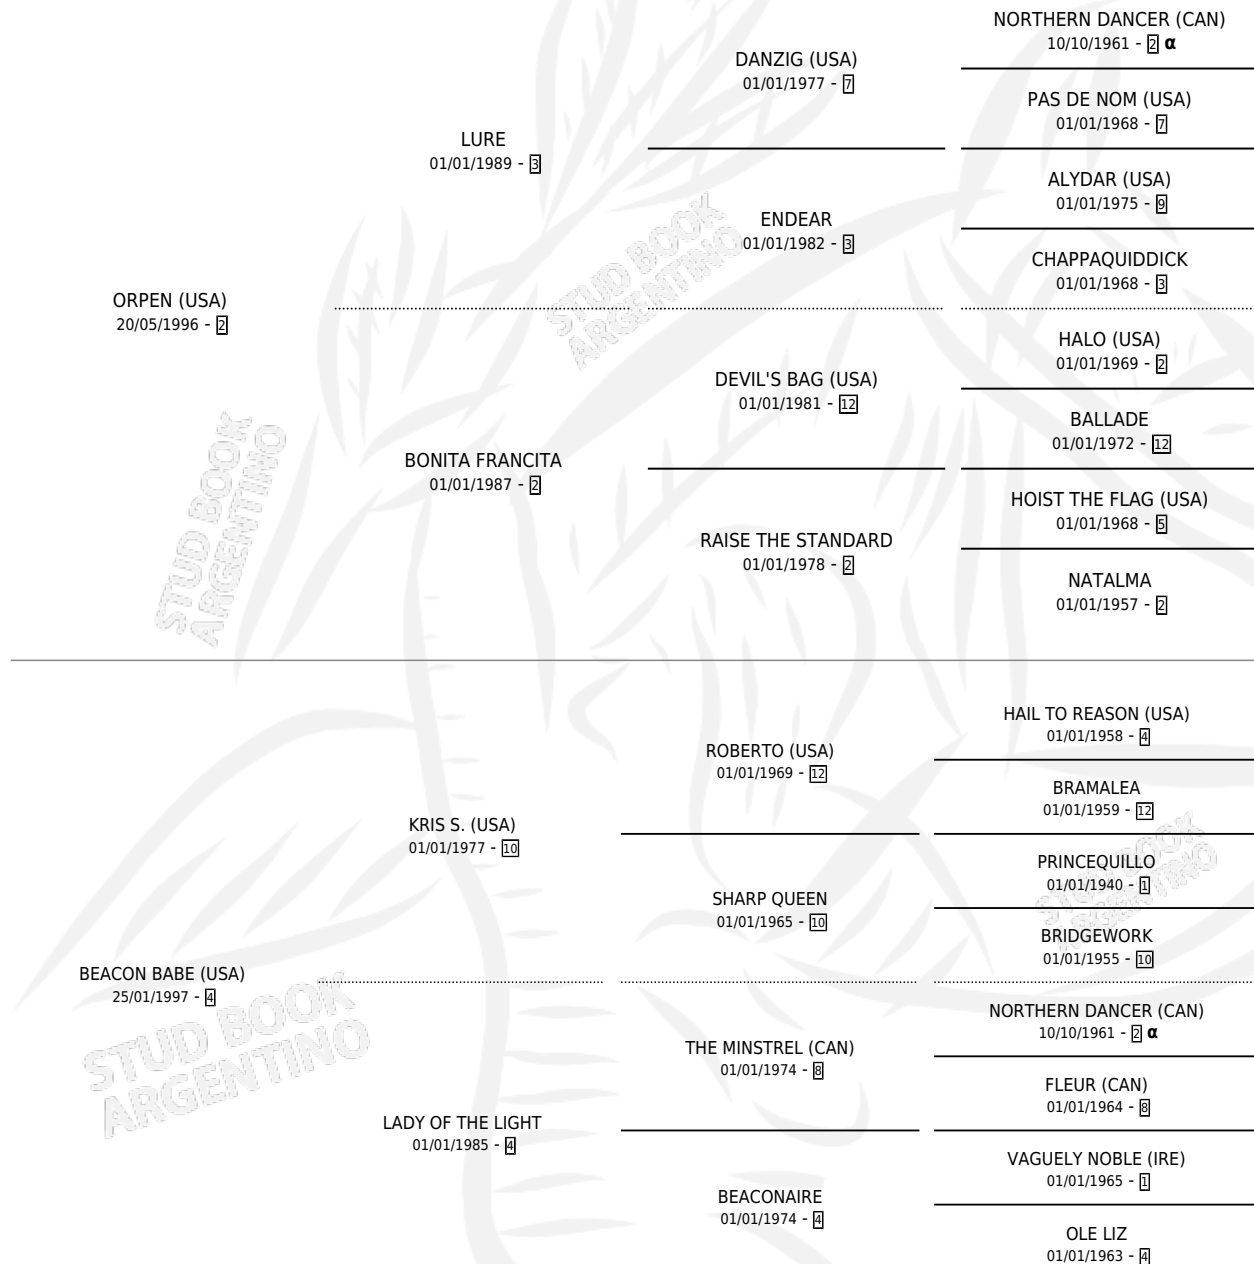 NORTHERN DANCER (CAN)
10/10/1961 - 2 α
DANZIG (USA)
01/01/1977 - 7
PAS DE NOM (USA)
01/01/1968 - 7
LURE
01/01/1989 - 3
ALYDAR (USA)
01/01/1975 - 9
ENDEAR
01/01/1982 - 3
CHAPPAQUIDDICK
01/01/1968 - 3
ORPEN (USA)
20/05/1996 - 2
HALO (USA)
01/01/1969 - 2
DEVIL'S BAG (USA)
01/01/1981 - 12
BALLADE
01/01/1972 - 12
BONITA FRANCITA
01/01/1987 - 2
HOIST THE FLAG (USA)
01/01/1968 - 5
RAISE THE STANDARD
01/01/1978 - 2
NATALMA
01/01/1957 - 2
HAIL TO REASON (USA)
01/01/1958 - 4
ROBERTO (USA)
01/01/1969 - 12
BRAMALEA
01/01/1959 - 12
KRIS S. (USA)
01/01/1977 - 10
PRINCEQUILLO
01/01/1940 - 1
SHARP QUEEN
01/01/1965 - 10
BRIDGEWORK
01/01/1955 - 10
BEACON BABE (USA)
25/01/1997 - 4
NORTHERN DANCER (CAN)
10/10/1961 - 2 α
THE MINSTREL (CAN)
01/01/1974 - 8
FLEUR (CAN)
01/01/1964 - 8
LADY OF THE LIGHT
01/01/1985 - 4
VAGUELY NOBLE (IRE)
01/01/1965 - 1
BEACONAIRE
01/01/1974 - 4
OLE LIZ
01/01/1963 - 4
STUD BOOK
ARGENTINO
STUD BOOK
ARGENTINO
STUD BOOK
ARGENTINO
STUD BOOK
ARGENTINO